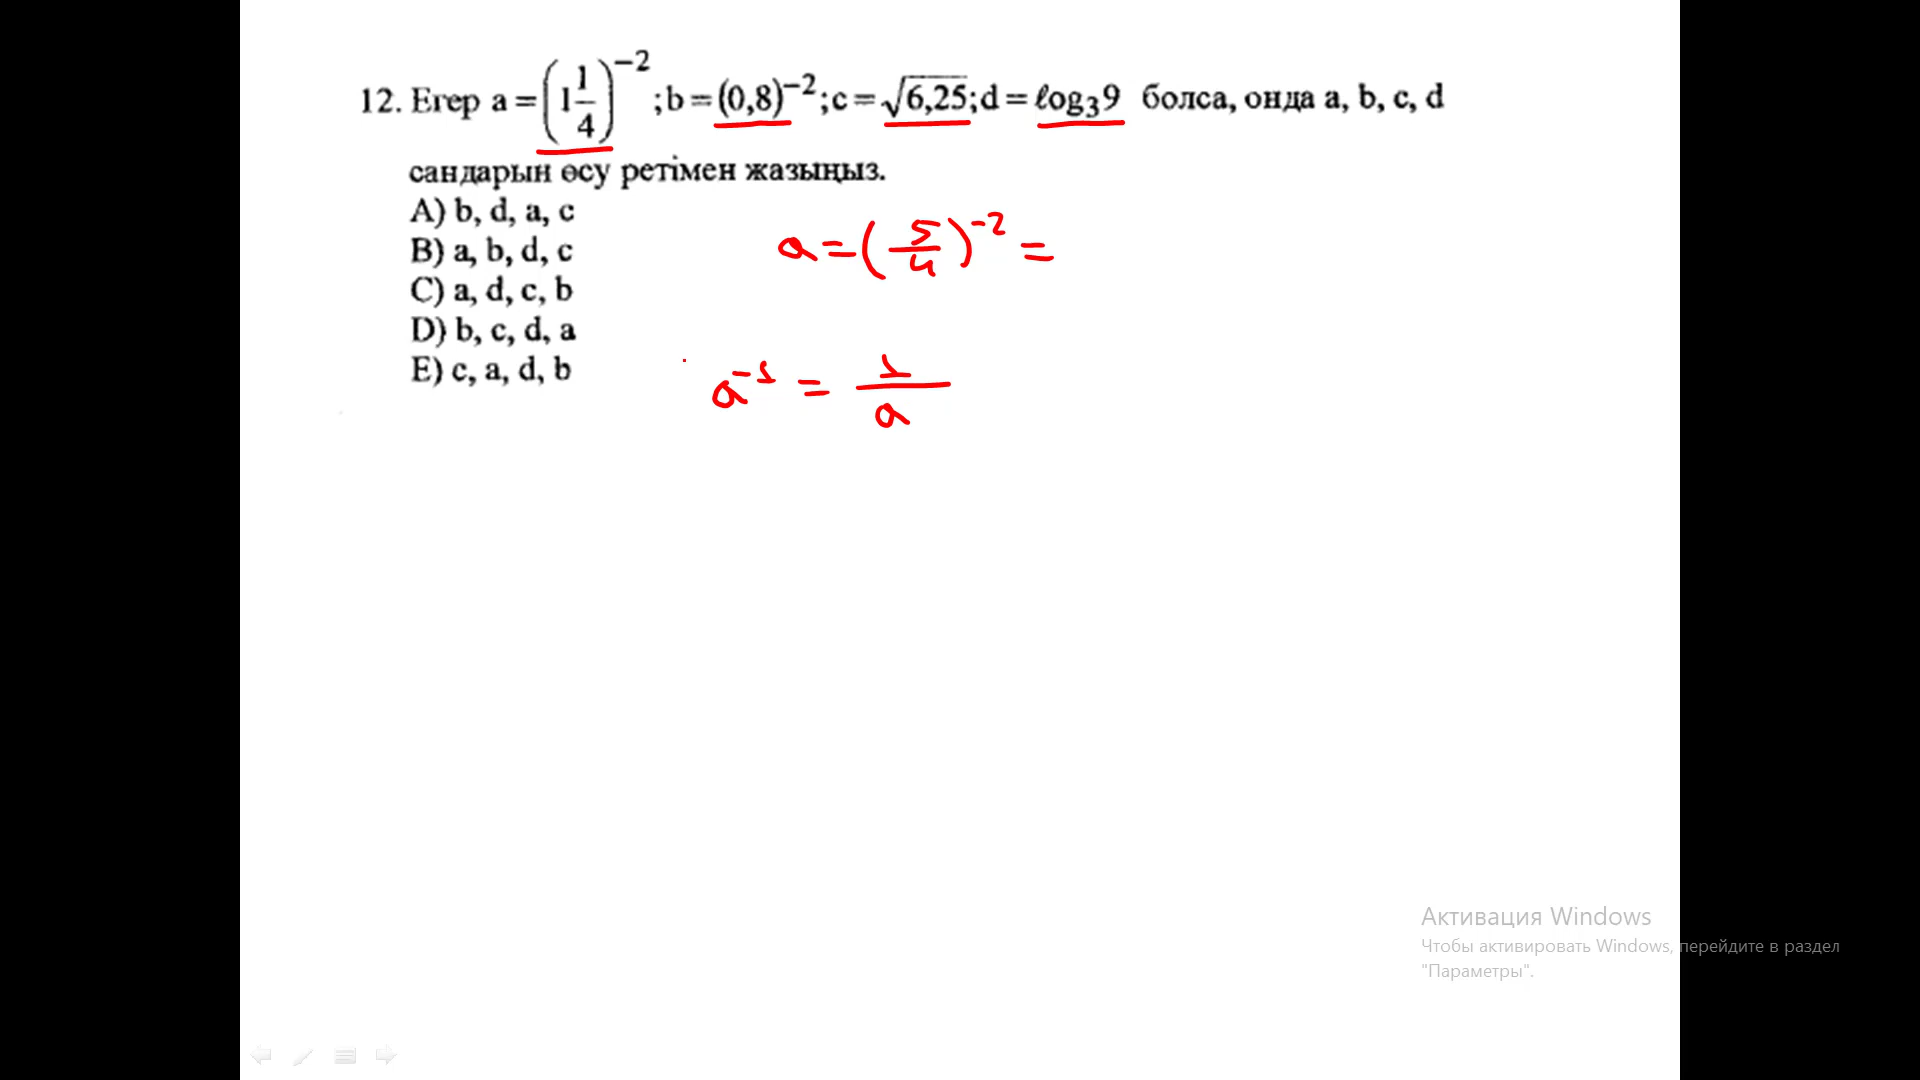 12. Егер a = (1 1/4)^−2 ; b = (0,8)^−2 ; c = √6,25 ; d = ℓog₃9 болса, онда a, b, c, d
сандарын өсу ретімен жазыңыз.
A) b, d, a, c
B) a, b, d, c
C) a, d, c, b
D) b, c, d, a
E) c, a, d, b
a = (5/4)^-2 =
a^-1 = 1/a
Активация Windows
Чтобы активировать Windows, перейдите в раздел
"Параметры".